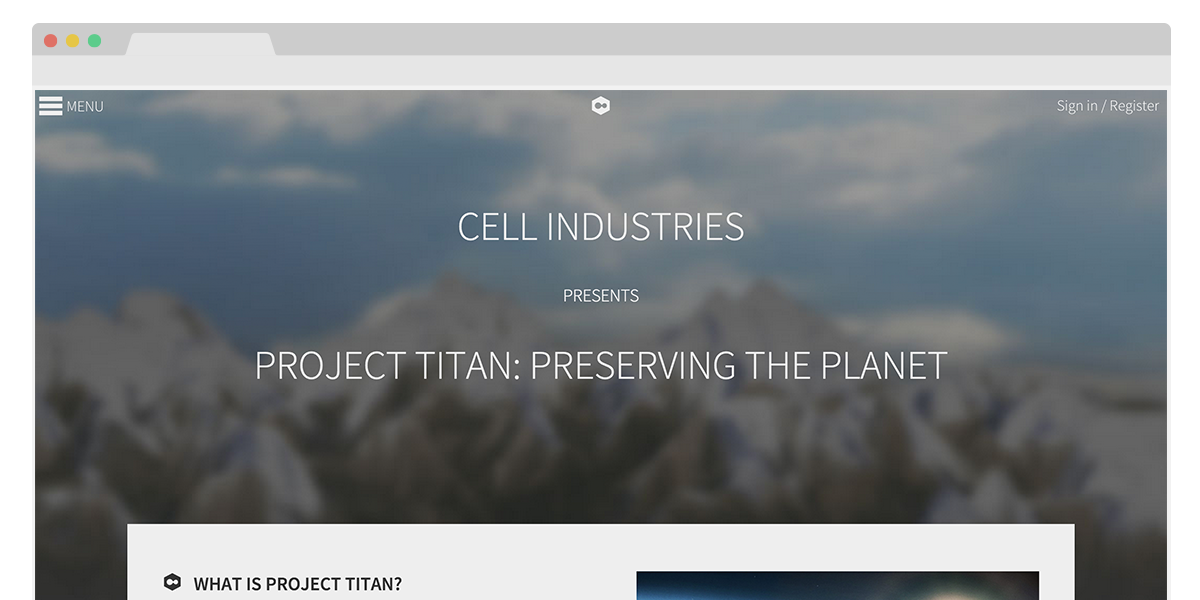 MENU
Sign in / Register
CELL INDUSTRIES
PRESENTS
PROJECT TITAN: PRESERVING THE PLANET
WHAT IS PROJECT TITAN?